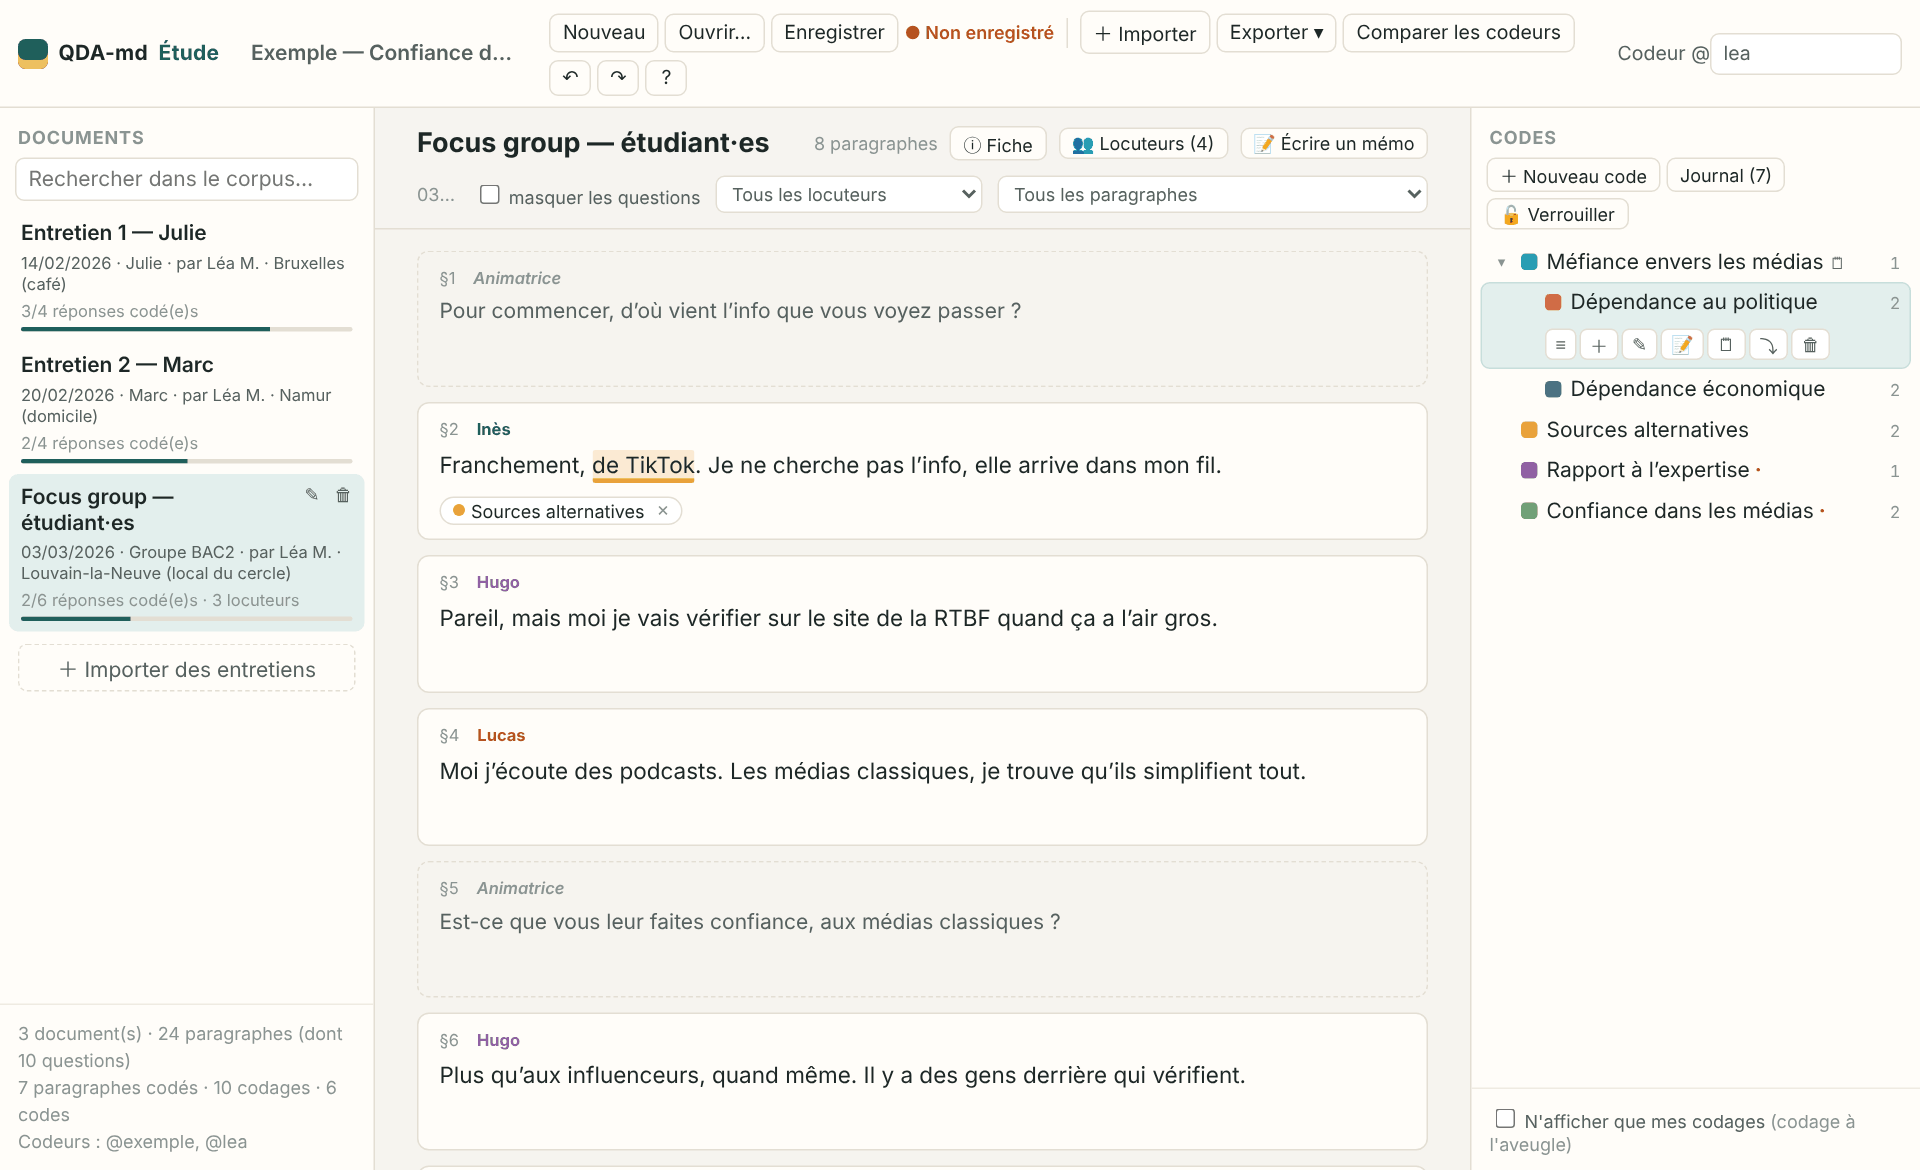 QDA-md Étude
Exemple — Confiance d…
Nouveau
Ouvrir…
Enregistrer
Non enregistré
+ Importer
Exporter ▾
Comparer les codeurs
↶
↷
?
Codeur @ lea
DOCUMENTS
Rechercher dans le corpus…
Entretien 1 — Julie
14/02/2026 · Julie · par Léa M. · Bruxelles
(café)
3/4 réponses codé(e)s
Entretien 2 — Marc
20/02/2026 · Marc · par Léa M. · Namur
(domicile)
2/4 réponses codé(e)s
Focus group —
étudiant·es
03/03/2026 · Groupe BAC2 · par Léa M. ·
Louvain-la-Neuve (local du cercle)
2/6 réponses codé(e)s · 3 locuteurs
+ Importer des entretiens
3 document(s) · 24 paragraphes (dont
10 questions)
7 paragraphes codés · 10 codages · 6
codes
Codeurs : @exemple, @lea
Focus group — étudiant·es
8 paragraphes
ⓘ Fiche
👥 Locuteurs (4)
📝 Écrire un mémo
03…
masquer les questions
Tous les locuteurs
Tous les paragraphes
§1 Animatrice
Pour commencer, d’où vient l’info que vous voyez passer ?
§2 Inès
Franchement, de TikTok. Je ne cherche pas l’info, elle arrive dans mon fil.
Sources alternatives ×
§3 Hugo
Pareil, mais moi je vais vérifier sur le site de la RTBF quand ça a l’air gros.
§4 Lucas
Moi j’écoute des podcasts. Les médias classiques, je trouve qu’ils simplifient tout.
§5 Animatrice
Est-ce que vous leur faites confiance, aux médias classiques ?
§6 Hugo
Plus qu’aux influenceurs, quand même. Il y a des gens derrière qui vérifient.
CODES
+ Nouveau code
Journal (7)
🔓 Verrouiller
▾ Méfiance envers les médias 1
Dépendance au politique 2
Dépendance économique 2
Sources alternatives 2
Rapport à l’expertise • 1
Confiance dans les médias • 2
N'afficher que mes codages (codage à
l'aveugle)